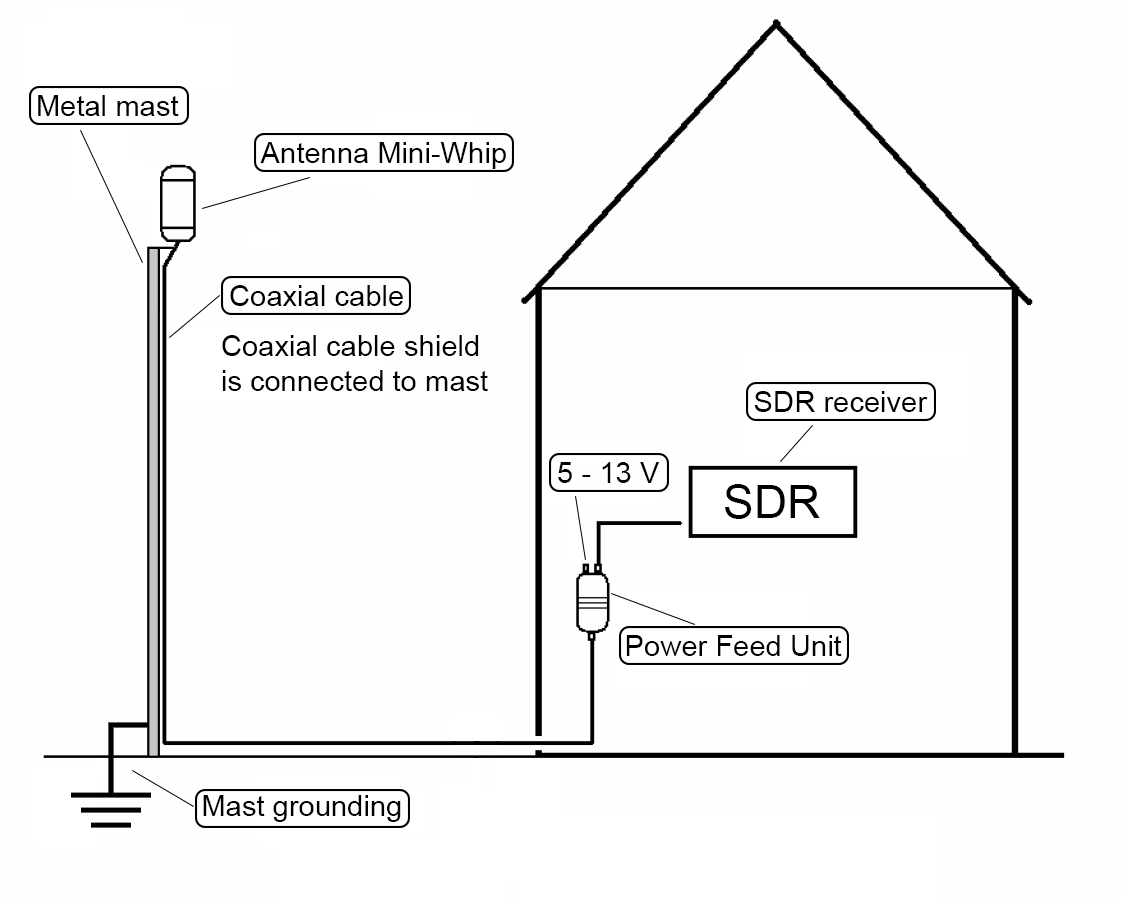 Metal mast
Antenna Mini-Whip
Coaxial cable
Coaxial cable shield
is connected to mast
SDR receiver
5 - 13 V
SDR
Power Feed Unit
Mast grounding